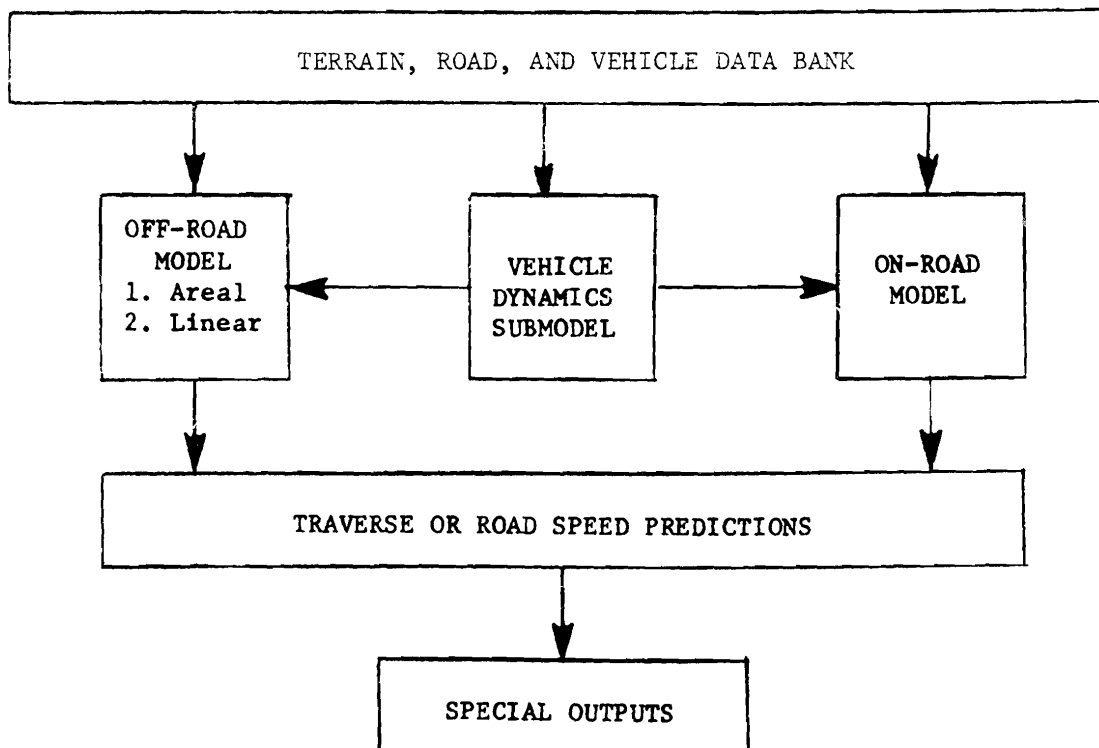 TERRAIN, ROAD, AND VEHICLE DATA BANK
OFF-ROAD
MODEL
1. Areal
2. Linear
VEHICLE
DYNAMICS
SUBMODEL
ON-ROAD
MODEL
TRAVERSE OR ROAD SPEED PREDICTIONS
SPECIAL OUTPUTS